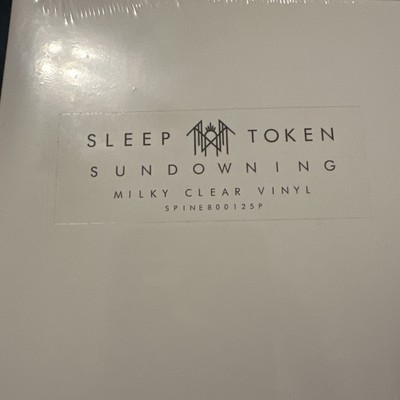 SLEEP TOKEN
SUNDOWNING
MILKY CLEAR VINYL
SPINE800125P